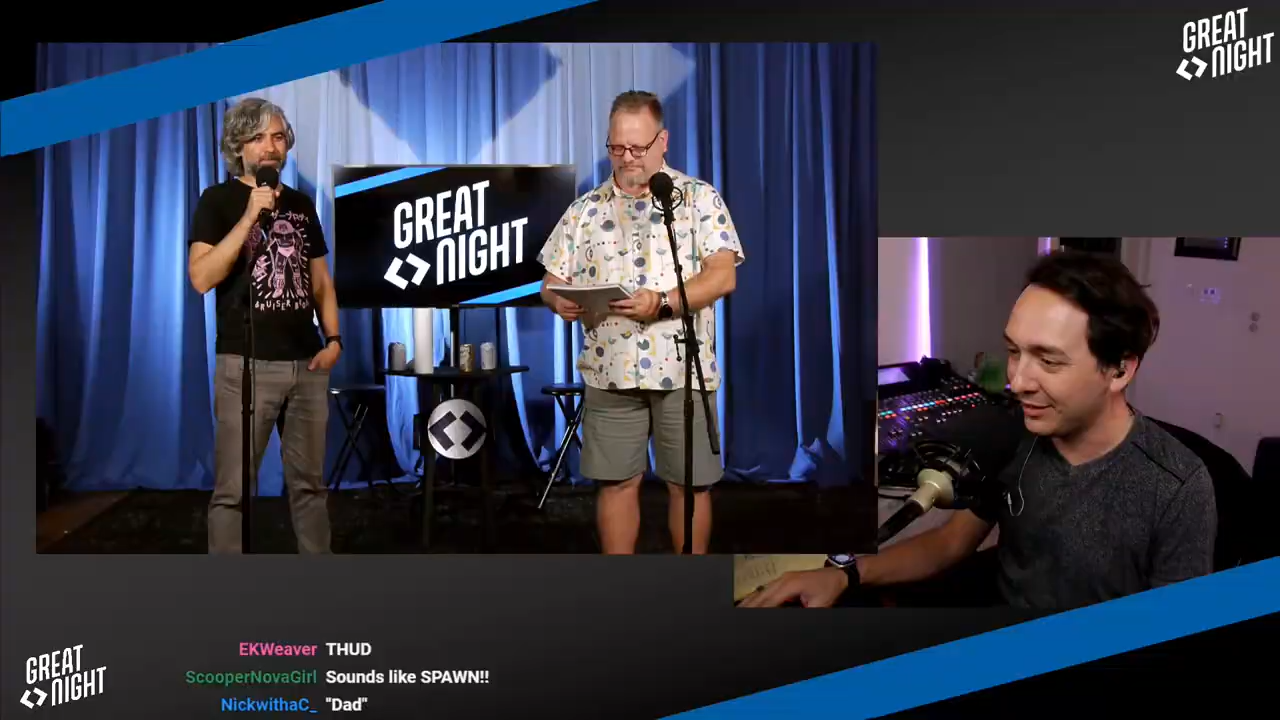 GREAT
NIGHT
GREAT
NIGHT
BRUISER
GREAT
NIGHT
EKWeaver THUD
ScooperNovaGirl Sounds like SPAWN!!
NickwithaC_ "Dad"